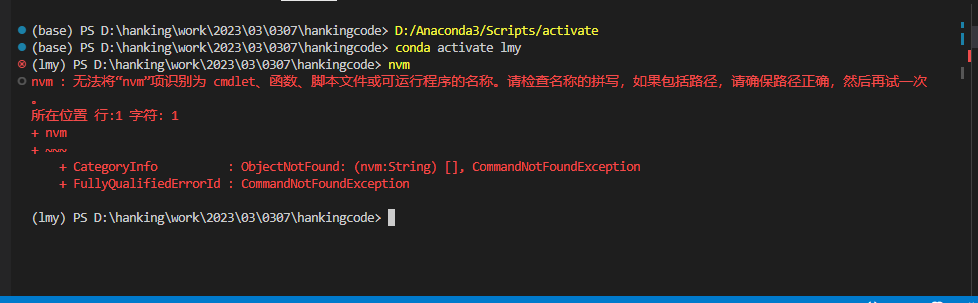 (base) PS D:\hanking\work\2023\03\0307\hankingcode> D:/Anaconda3/Scripts/activate
(base) PS D:\hanking\work\2023\03\0307\hankingcode> conda activate lmy
(lmy) PS D:\hanking\work\2023\03\0307\hankingcode> nvm
nvm : 无法将“nvm”项识别为 cmdlet、函数、脚本文件或可运行程序的名称。请检查名称的拼写，如果包括路径，请确保路径正确，然后再试一次
。
所在位置 行:1 字符: 1
+ nvm
+ ~~~
    + CategoryInfo          : ObjectNotFound: (nvm:String) [], CommandNotFoundException
    + FullyQualifiedErrorId : CommandNotFoundException
(lmy) PS D:\hanking\work\2023\03\0307\hankingcode>